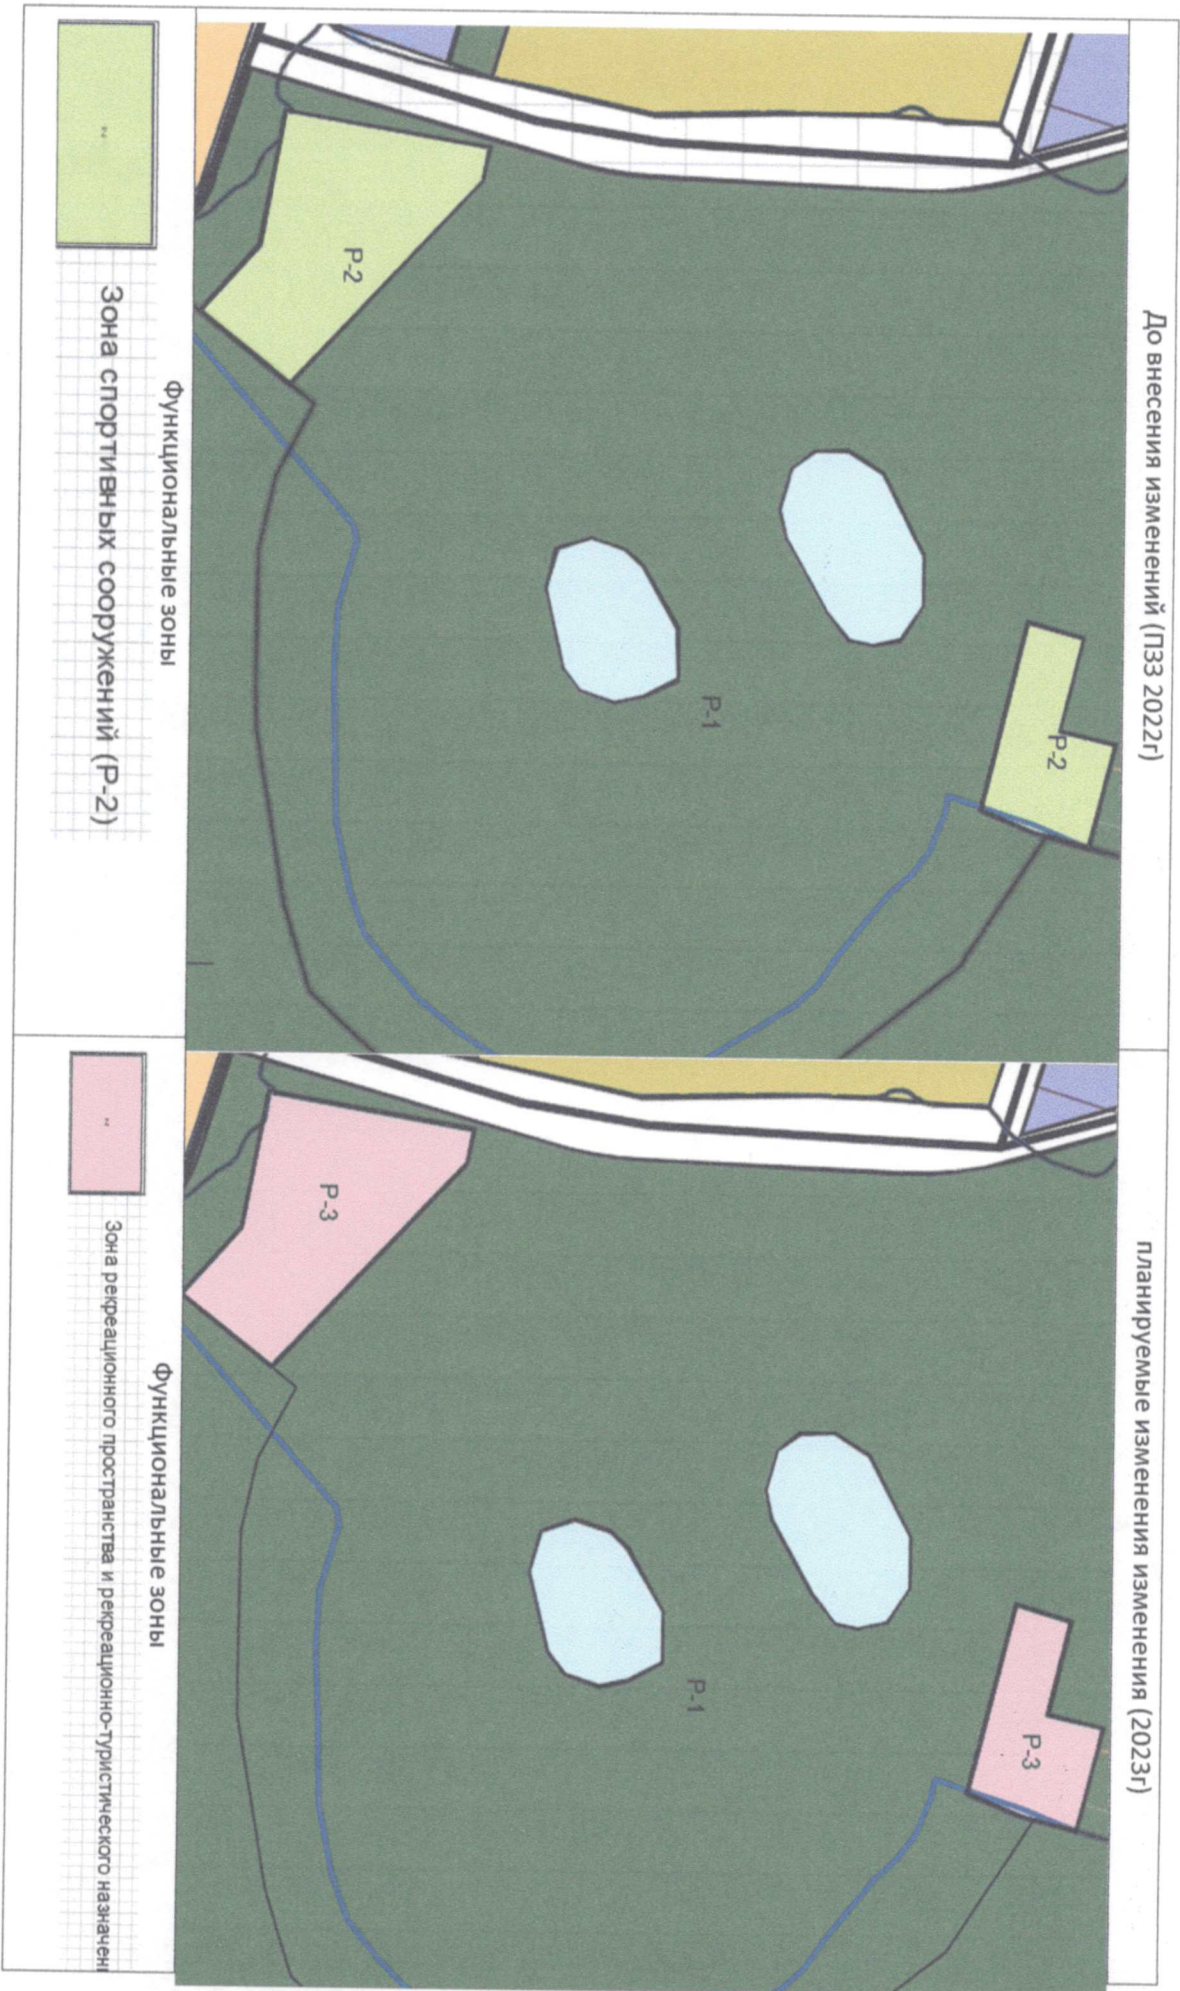 До внесения изменений (ПЗЗ 2022г)
планируемые изменения изменения (2023г)
Р-2
Р-1
Р-2
Р-3
Р-1
Р-3
Функциональные зоны
Зона спортивных сооружений (Р-2)
Функциональные зоны
Зона рекреационного пространства и рекреационно-туристического назначен